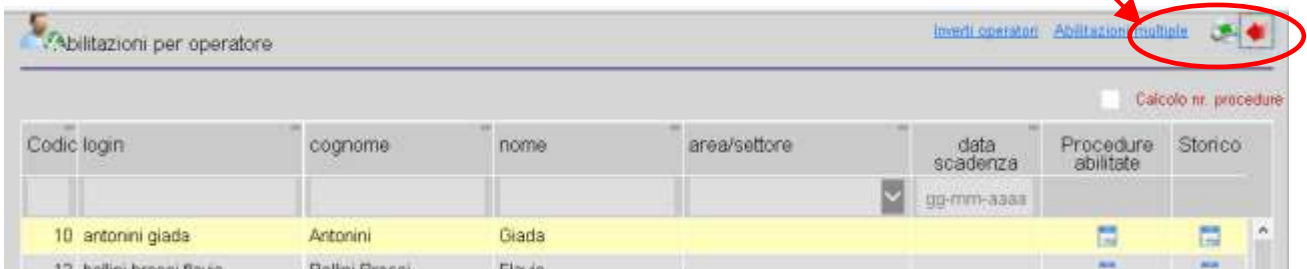 Abilitazioni per operatore Inverti operatori Abilitazioni multiple
Calcolo nr. procedure
Codic login cognome nome area/settore data scadenza Procedure abilitate Storico
gg-mm-aaaa
10 antonini giada Antonini Giada